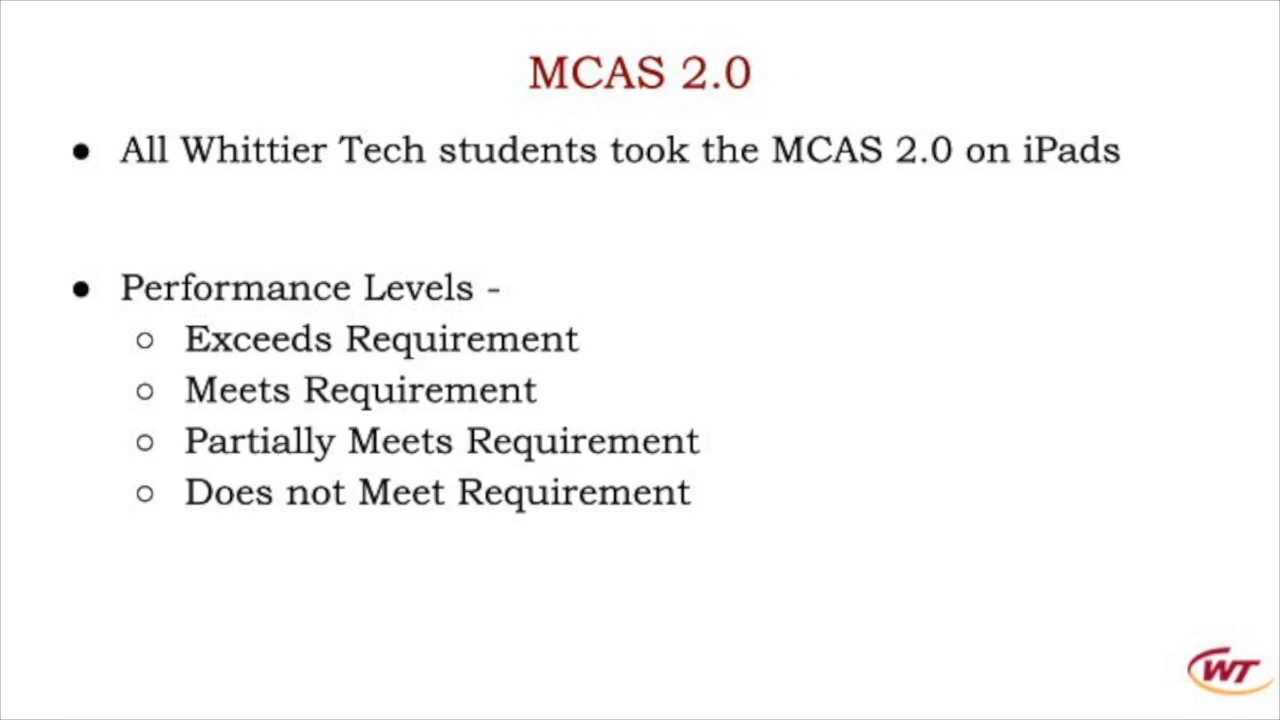 MCAS 2.0
● All Whittier Tech students took the MCAS 2.0 on iPads
● Performance Levels -
○ Exceeds Requirement
○ Meets Requirement
○ Partially Meets Requirement
○ Does not Meet Requirement
WT